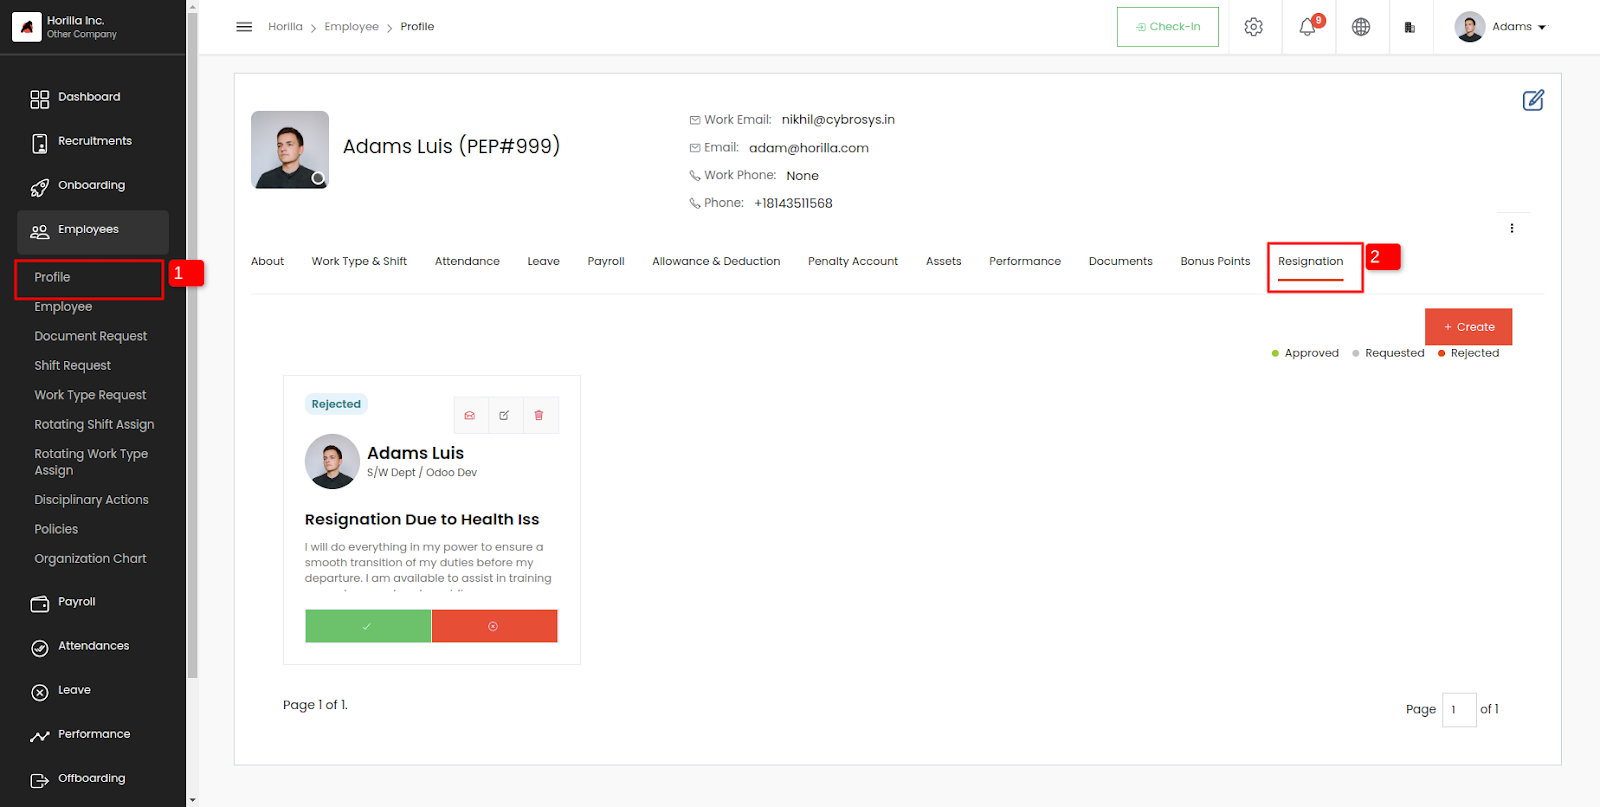 Horilla Inc.
Other Company
Horilla
Employee
Profile
Check-In
9
Adams
Dashboard
Recruitments
Onboarding
Employees
Profile
1
Employee
Document Request
Shift Request
Work Type Request
Rotating Shift Assign
Rotating Work Type
Assign
Disciplinary Actions
Policies
Organization Chart
Payroll
Attendances
Leave
Performance
Offboarding
Adams Luis (PEP#999)
Work Email: nikhil@cybrosys.in
Email: adam@horilla.com
Work Phone: None
Phone: +18143511568
About
Work Type & Shift
Attendance
Leave
Payroll
Allowance & Deduction
Penalty Account
Assets
Performance
Documents
Bonus Points
Resignation
2
+ Create
Approved
Requested
Rejected
Rejected
Adams Luis
S/W Dept / Odoo Dev
Resignation Due to Health Iss
I will do everything in my power to ensure a
smooth transition of my duties before my
departure. I am available to assist in training
Page 1 of 1.
Page 1 of 1